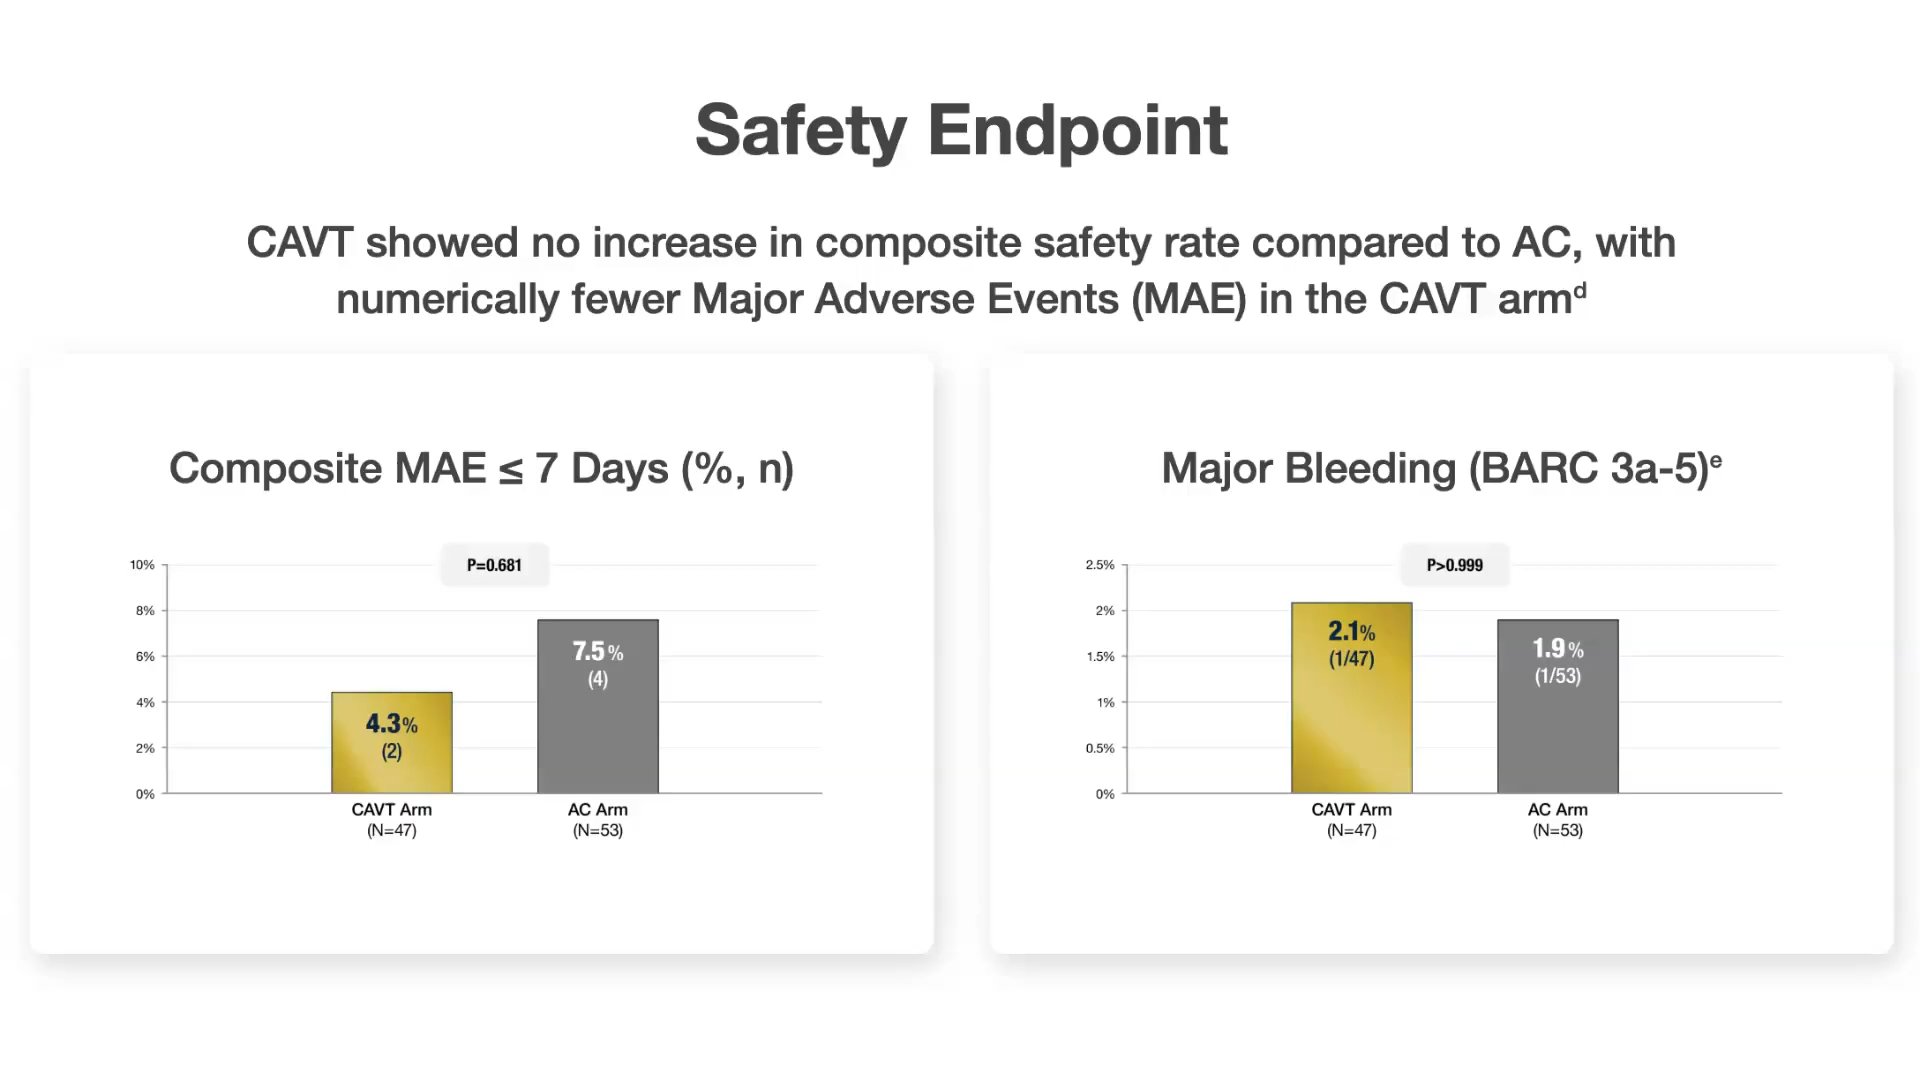 Safety Endpoint
CAVT showed no increase in composite safety rate compared to AC, with
numerically fewer Major Adverse Events (MAE) in the CAVT armᵈ
Composite MAE ≤ 7 Days (%, n)
P=0.681
10%
8%
6%
4%
2%
0%
4.3%
(2)
7.5%
(4)
CAVT Arm
(N=47)
AC Arm
(N=53)
Major Bleeding (BARC 3a-5)ᵉ
P>0.999
2.5%
2%
1.5%
1%
0.5%
0%
2.1%
(1/47)
1.9%
(1/53)
CAVT Arm
(N=47)
AC Arm
(N=53)